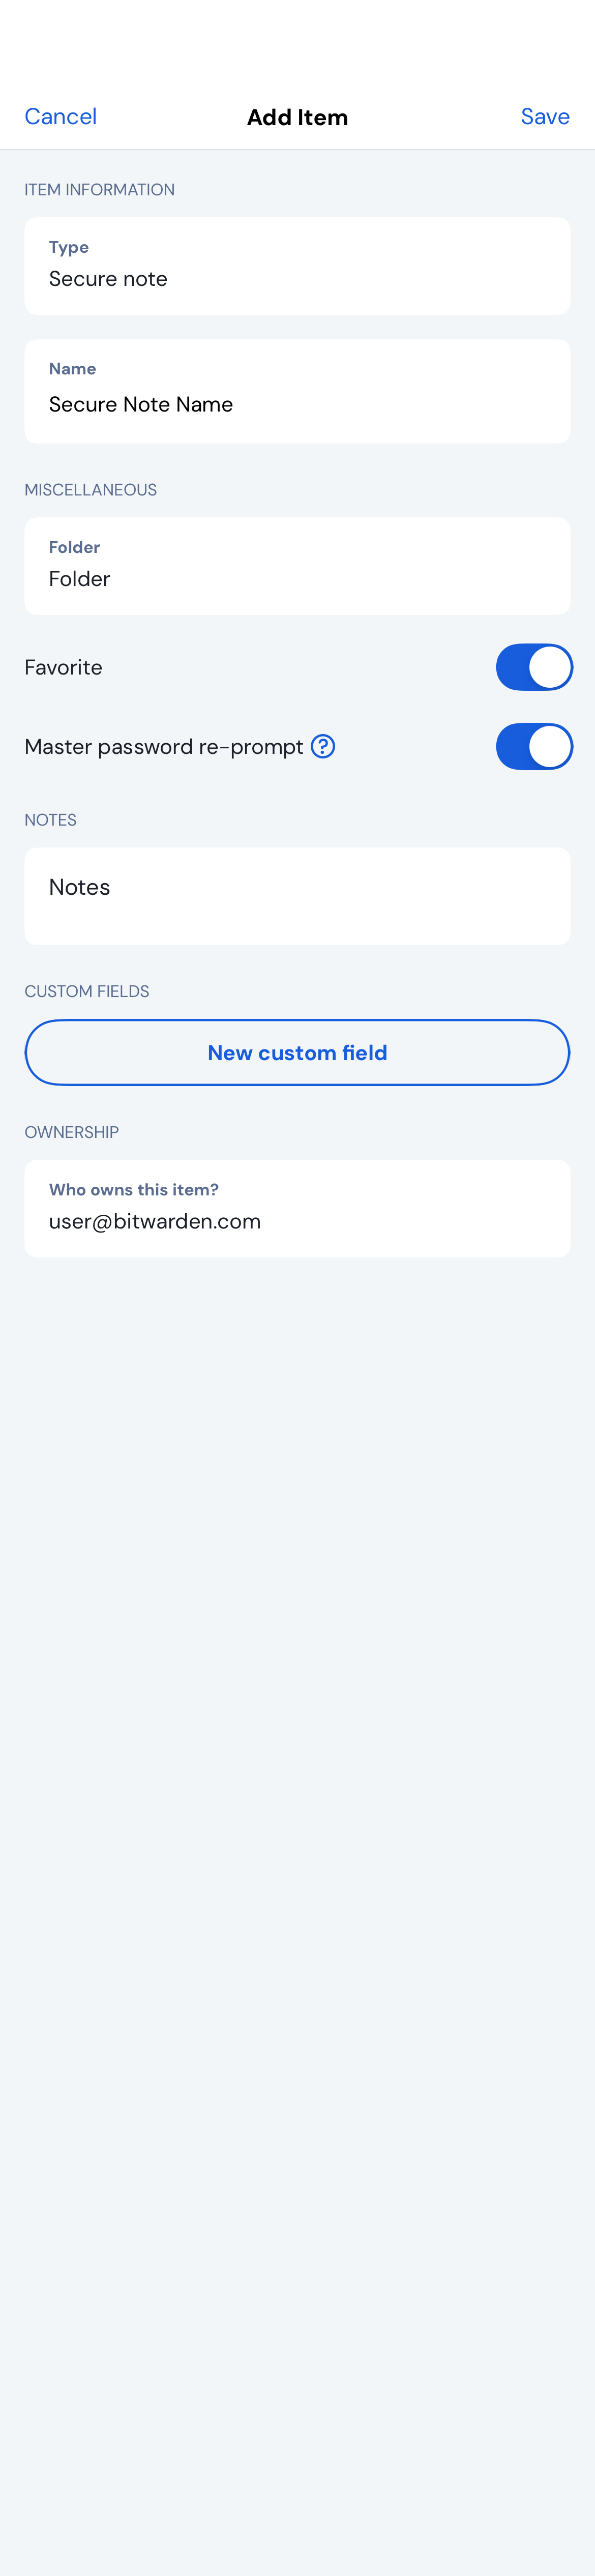 Cancel
Add Item
Save
ITEM INFORMATION
Type
Secure note
Name
Secure Note Name
MISCELLANEOUS
Folder
Folder
Favorite
Master password re-prompt ?
NOTES
Notes
CUSTOM FIELDS
New custom field
OWNERSHIP
Who owns this item?
user@bitwarden.com